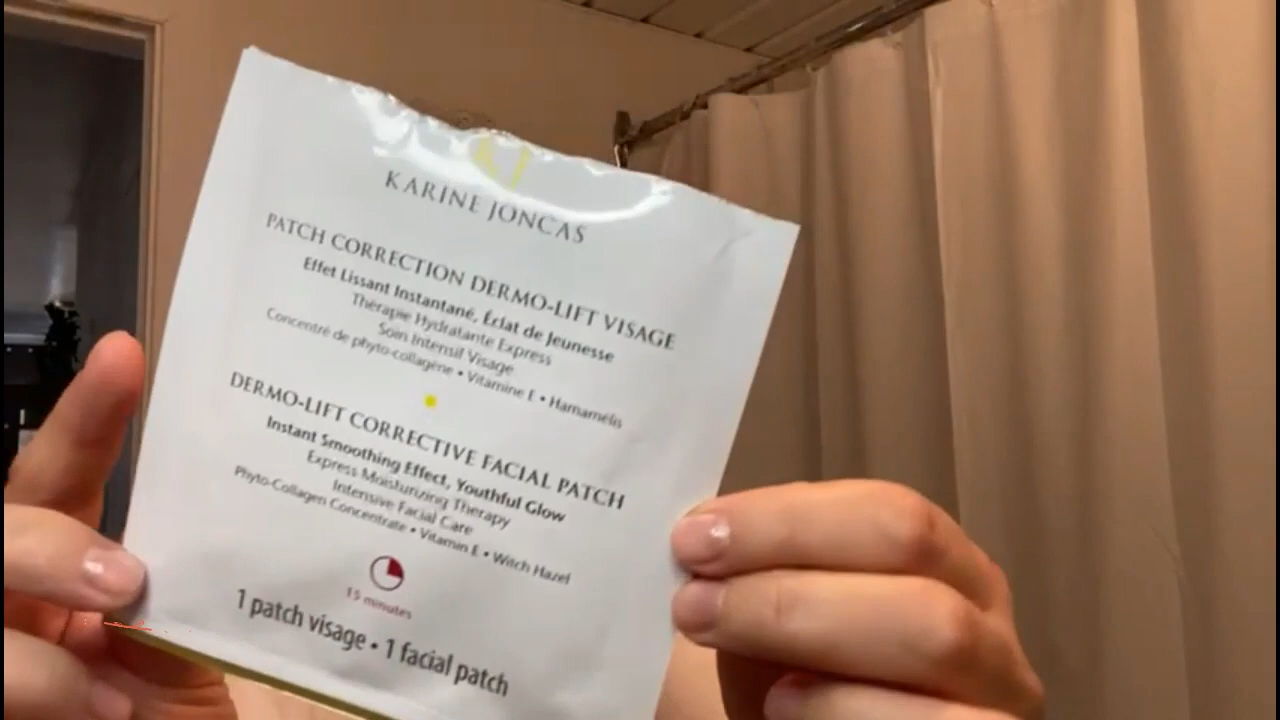 KJ
KARINE JONCAS
PATCH CORRECTION DERMO-LIFT VISAGE
Effet Lissant Instantané, Éclat de Jeunesse
Thérapie Hydratante Express
Soin Intensif Visage
Concentré de phyto-collagène • Vitamine E • Hamamélis
DERMO-LIFT CORRECTIVE FACIAL PATCH
Instant Smoothing Effect, Youthful Glow
Express Moisturizing Therapy
Intensive Facial Care
Phyto-Collagen Concentrate • Vitamin E • Witch Hazel
15 minutes
1 patch visage • 1 facial patch